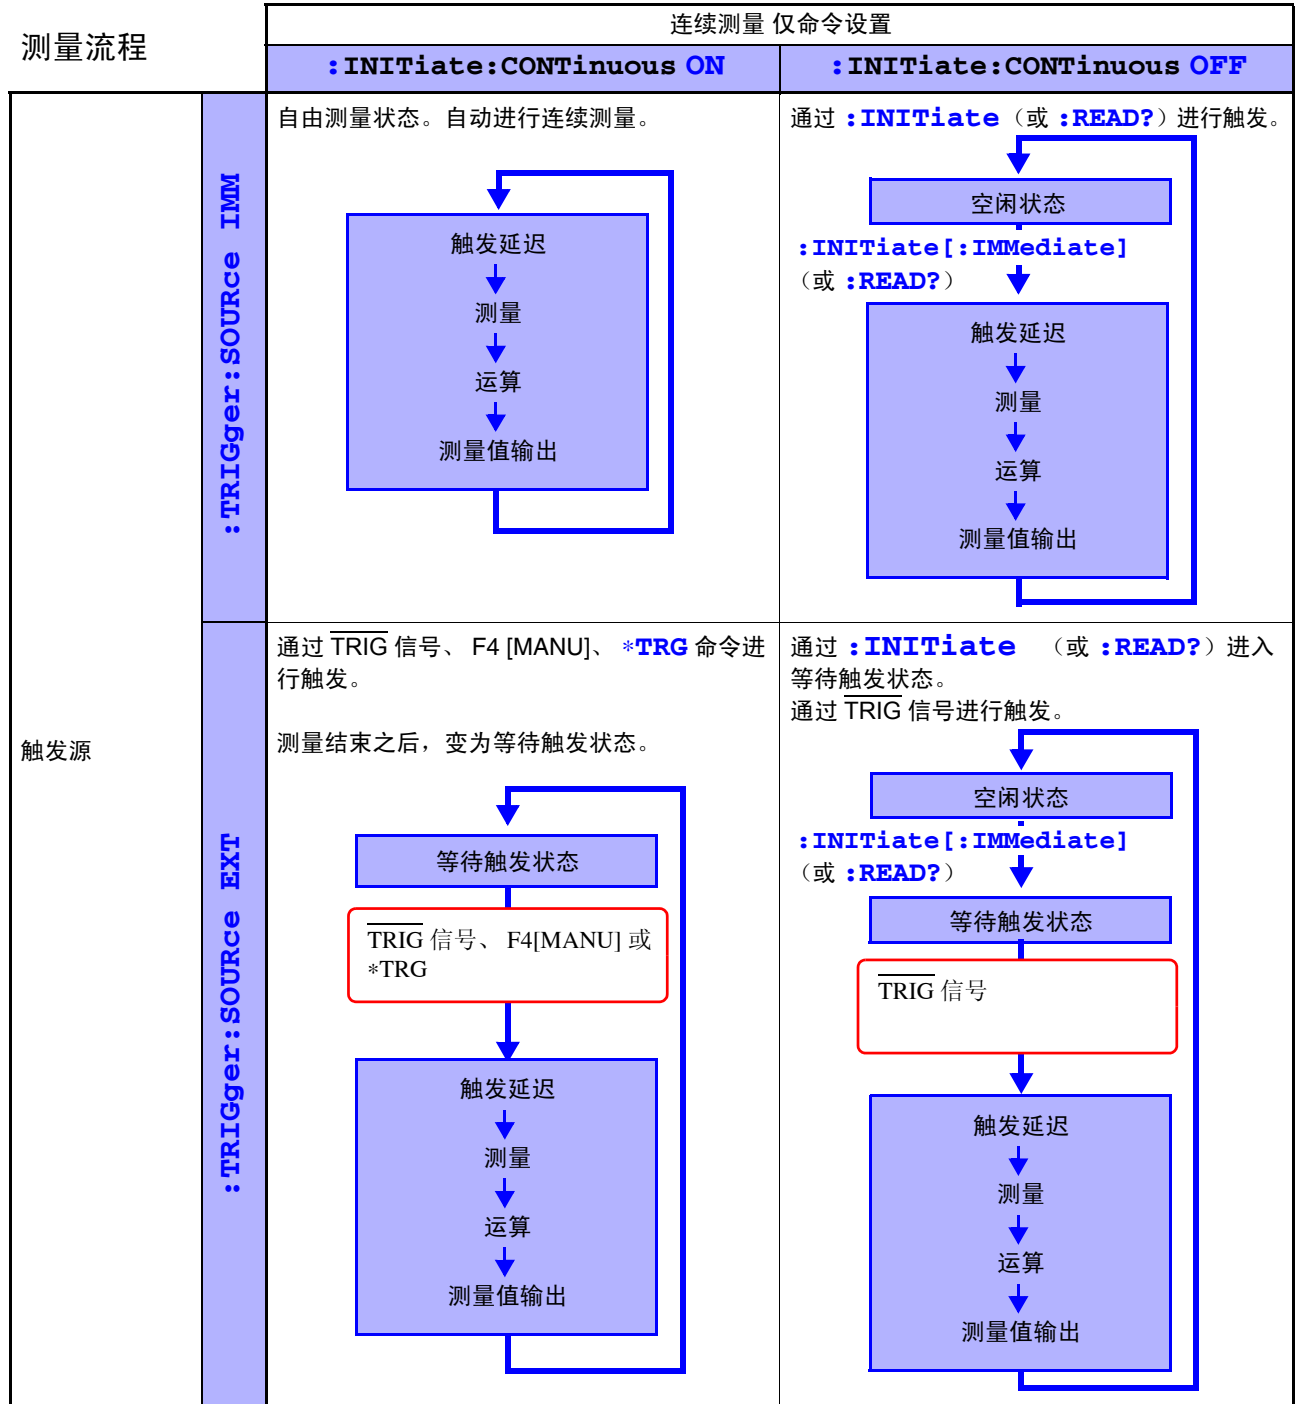 测量流程
连续测量 仅命令设置
:INITiate:CONTinuous ON
:INITiate:CONTinuous OFF
触发源
:TRIGger:SOURce IMM
自由测量状态。自动进行连续测量。
触发延迟
测量
运算
测量值输出
通过 :INITiate（或 :READ?）进行触发。
空闲状态
:INITiate[:IMMediate]
（或 :READ?）
触发延迟
测量
运算
测量值输出
:TRIGger:SOURce EXT
通过 TRIG 信号、 F4 [MANU]、 *TRG 命令进
行触发。
测量结束之后，变为等待触发状态。
等待触发状态
TRIG 信号、 F4[MANU] 或
*TRG
触发延迟
测量
运算
测量值输出
通过 :INITiate （或 :READ?）进入
等待触发状态。
通过 TRIG 信号进行触发。
空闲状态
:INITiate[:IMMediate]
（或 :READ?）
等待触发状态
TRIG 信号
触发延迟
测量
运算
测量值输出